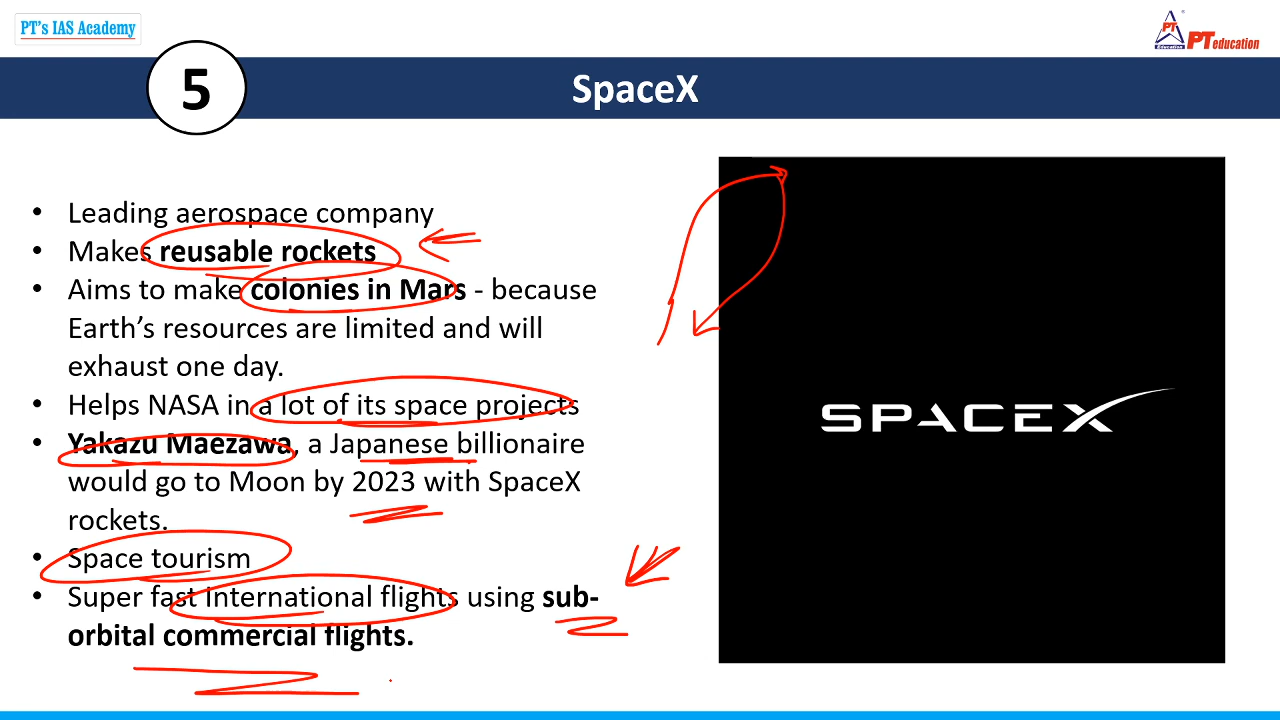 PT's IAS Academy
PT
Education
PT education
5
SpaceX
• Leading aerospace company
• Makes reusable rockets
• Aims to make colonies in Mars - because
Earth's resources are limited and will
exhaust one day.
• Helps NASA in a lot of its space projects
• Yakazu Maezawa, a Japanese billionaire
would go to Moon by 2023 with SpaceX
rockets.
• Space tourism
• Super fast international flights using sub-
orbital commercial flights.
SPACEX